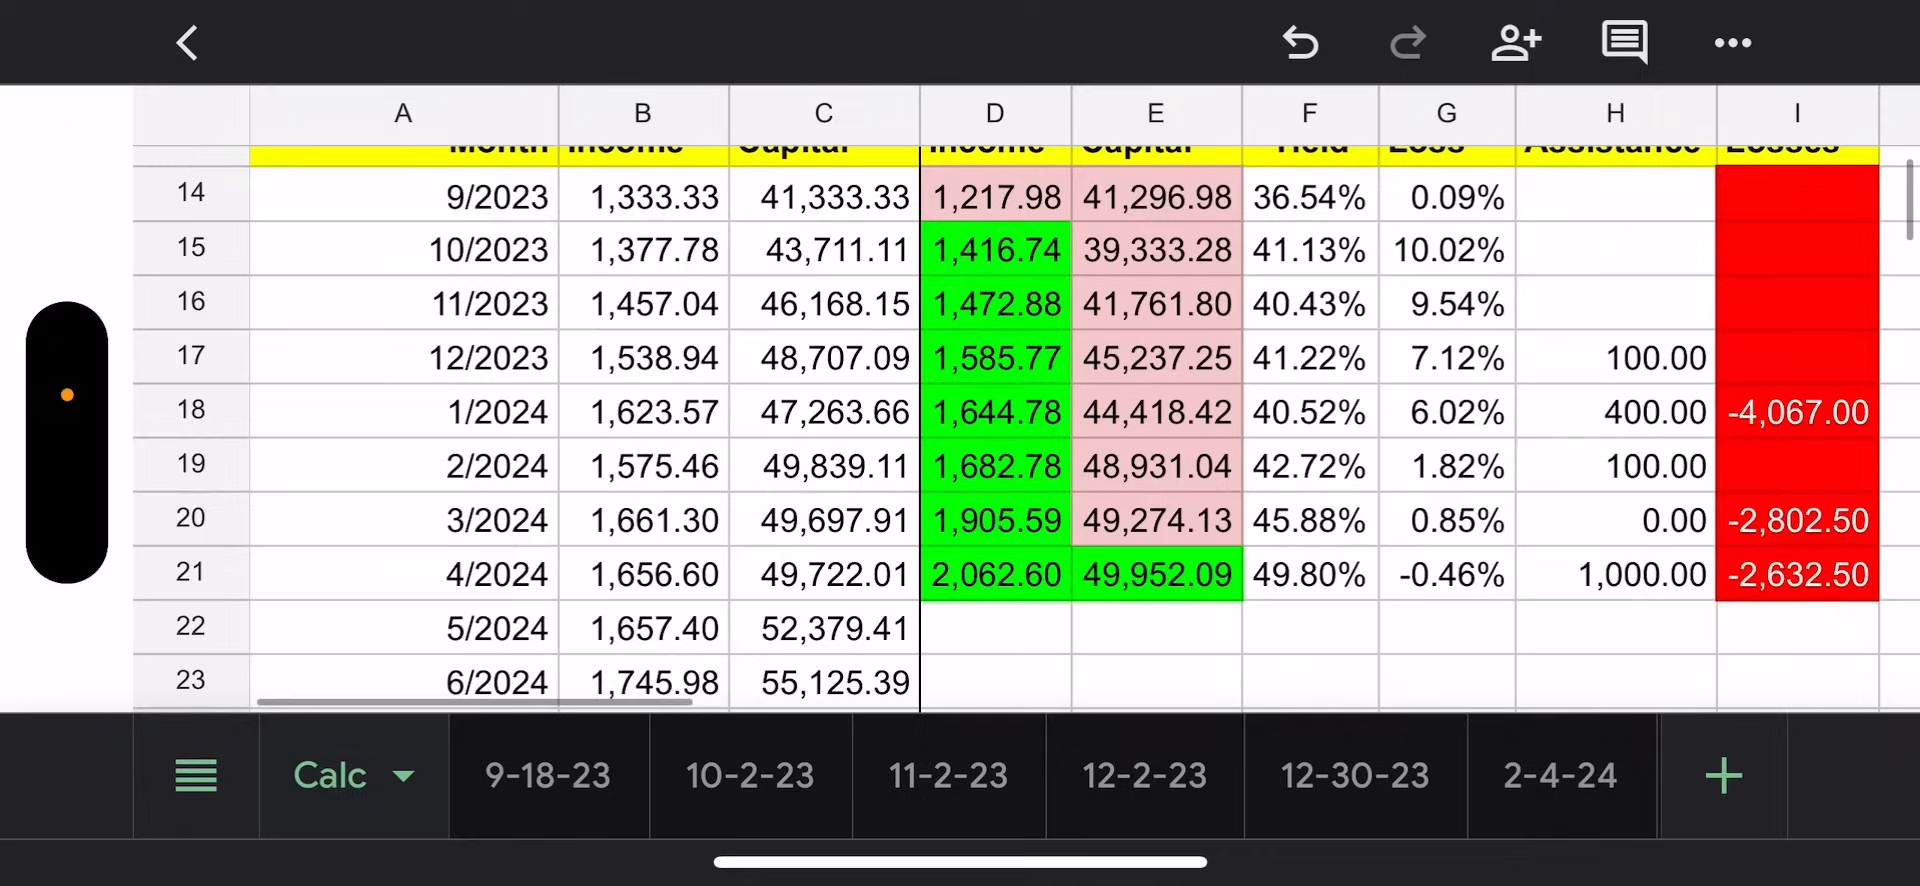 A B C D E F G H I
Month Income Capital Income Capital Yield Loss Assistance Losses
14 9/2023 1,333.33 41,333.33 1,217.98 41,296.98 36.54% 0.09%
15 10/2023 1,377.78 43,711.11 1,416.74 39,333.28 41.13% 10.02%
16 11/2023 1,457.04 46,168.15 1,472.88 41,761.80 40.43% 9.54%
17 12/2023 1,538.94 48,707.09 1,585.77 45,237.25 41.22% 7.12% 100.00
18 1/2024 1,623.57 47,263.66 1,644.78 44,418.42 40.52% 6.02% 400.00 -4,067.00
19 2/2024 1,575.46 49,839.11 1,682.78 48,931.04 42.72% 1.82% 100.00
20 3/2024 1,661.30 49,697.91 1,905.59 49,274.13 45.88% 0.85% 0.00 -2,802.50
21 4/2024 1,656.60 49,722.01 2,062.60 49,952.09 49.80% -0.46% 1,000.00 -2,632.50
22 5/2024 1,657.40 52,379.41
23 6/2024 1,745.98 55,125.39
Calc 9-18-23 10-2-23 11-2-23 12-2-23 12-30-23 2-4-24